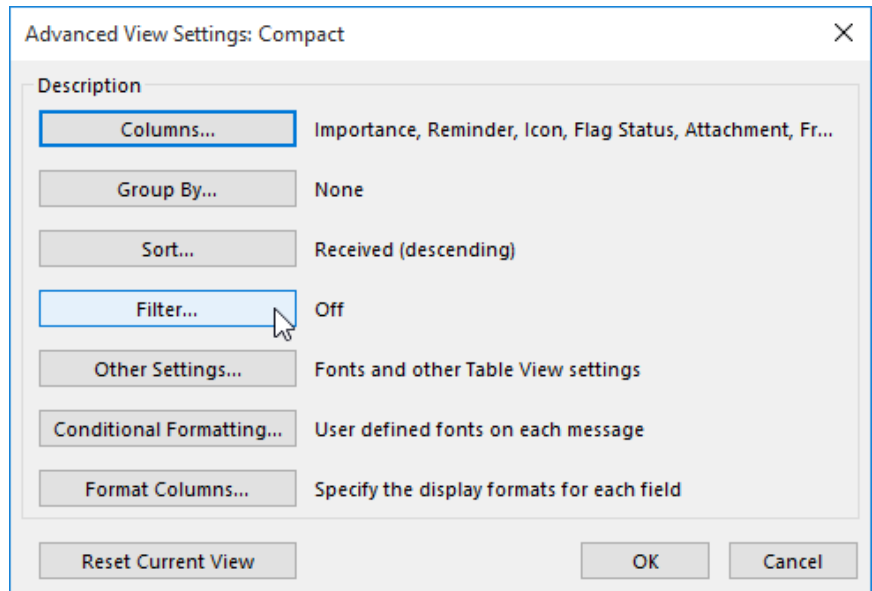 Advanced View Settings: Compact
Description
Columns... Importance, Reminder, Icon, Flag Status, Attachment, Fr...
Group By... None
Sort... Received (descending)
Filter... Off
Other Settings... Fonts and other Table View settings
Conditional Formatting... User defined fonts on each message
Format Columns... Specify the display formats for each field
Reset Current View OK Cancel